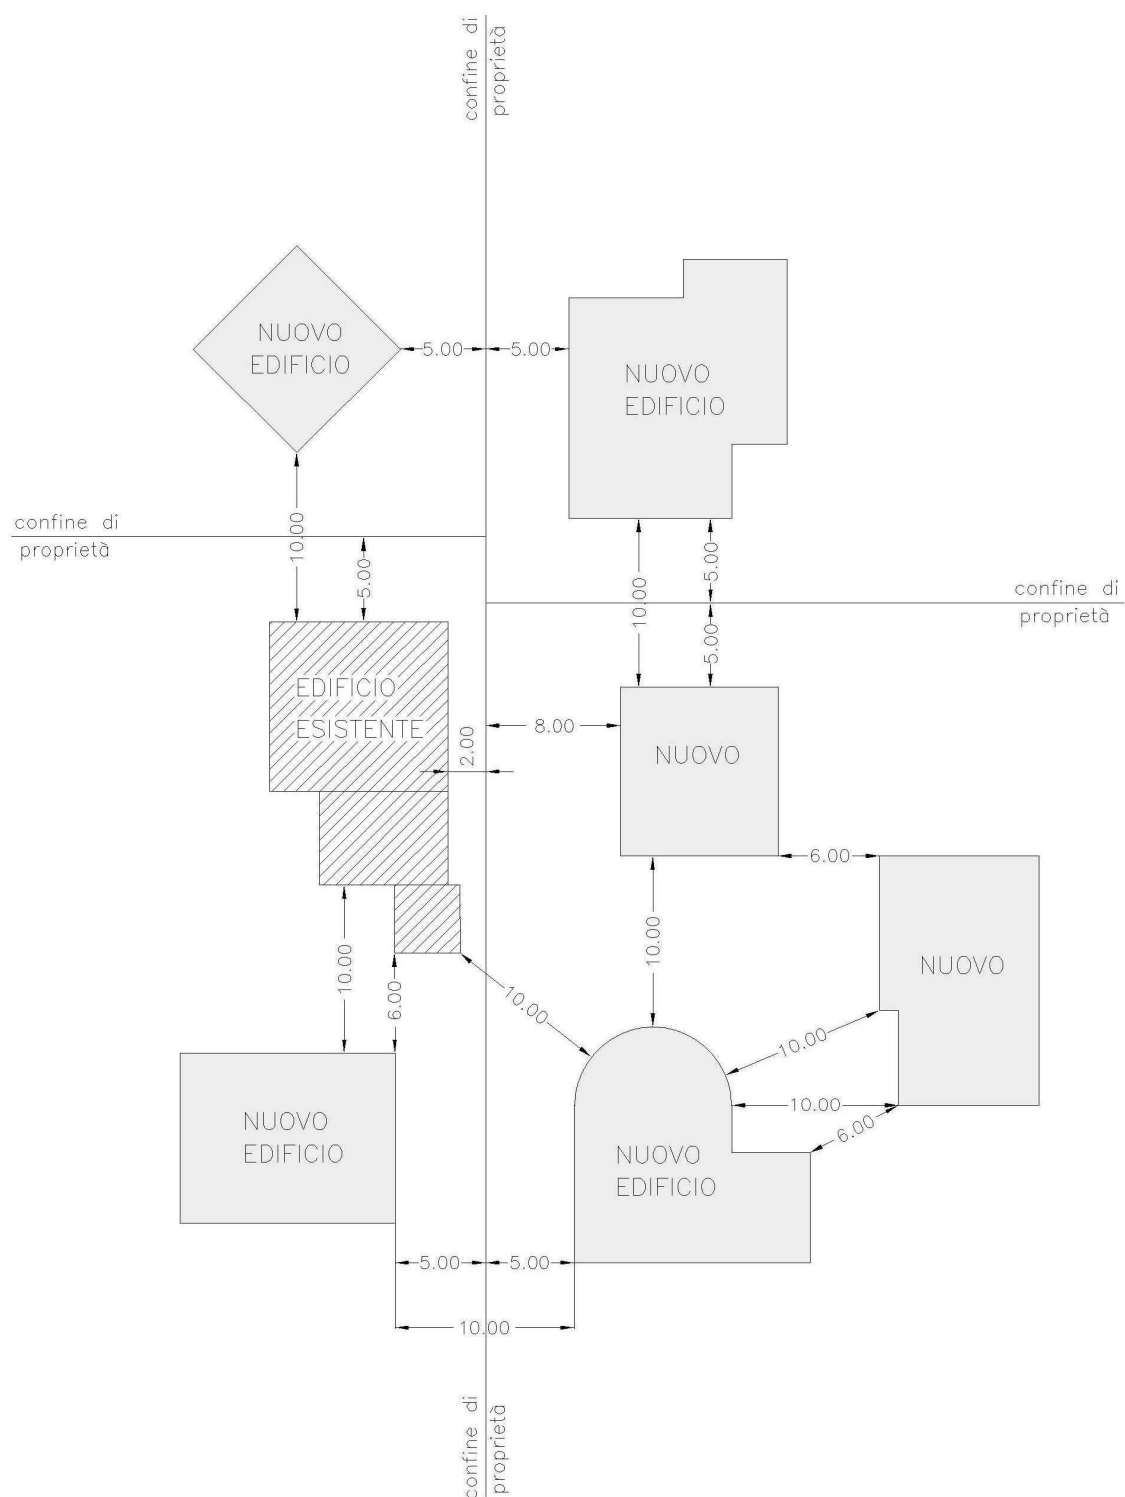 confine di
proprietà
NUOVO
EDIFICIO
5.00
5.00
NUOVO
EDIFICIO
10.00
confine di
proprietà
5.00
10.00
5.00
5.00
confine di
proprietà
EDIFICIO
ESISTENTE
2.00
8.00
NUOVO
6.00
10.00
NUOVO
10.00
6.00
10.00
10.00
10.00
6.00
NUOVO
EDIFICIO
NUOVO
EDIFICIO
5.00
5.00
10.00
confine di
proprietà